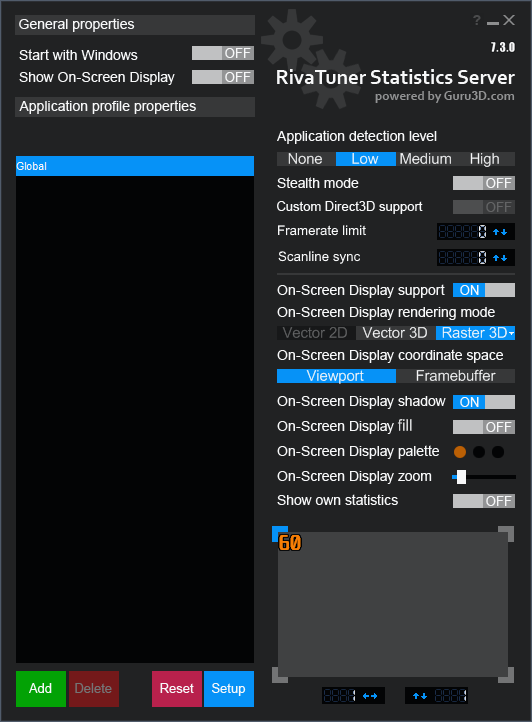 General properties
?
7.3.0
Start with Windows OFF
Show On-Screen Display OFF
RivaTuner Statistics Server
powered by Guru3D.com
Application profile properties
Global
Add
Delete
Reset
Setup
Application detection level
None Low Medium High
Stealth mode OFF
Custom Direct3D support OFF
Framerate limit 0
Scanline sync 0
On-Screen Display support ON
On-Screen Display rendering mode
Vector 2D Vector 3D Raster 3D
On-Screen Display coordinate space
Viewport Framebuffer
On-Screen Display shadow ON
On-Screen Display fill OFF
On-Screen Display palette
On-Screen Display zoom
Show own statistics OFF
60